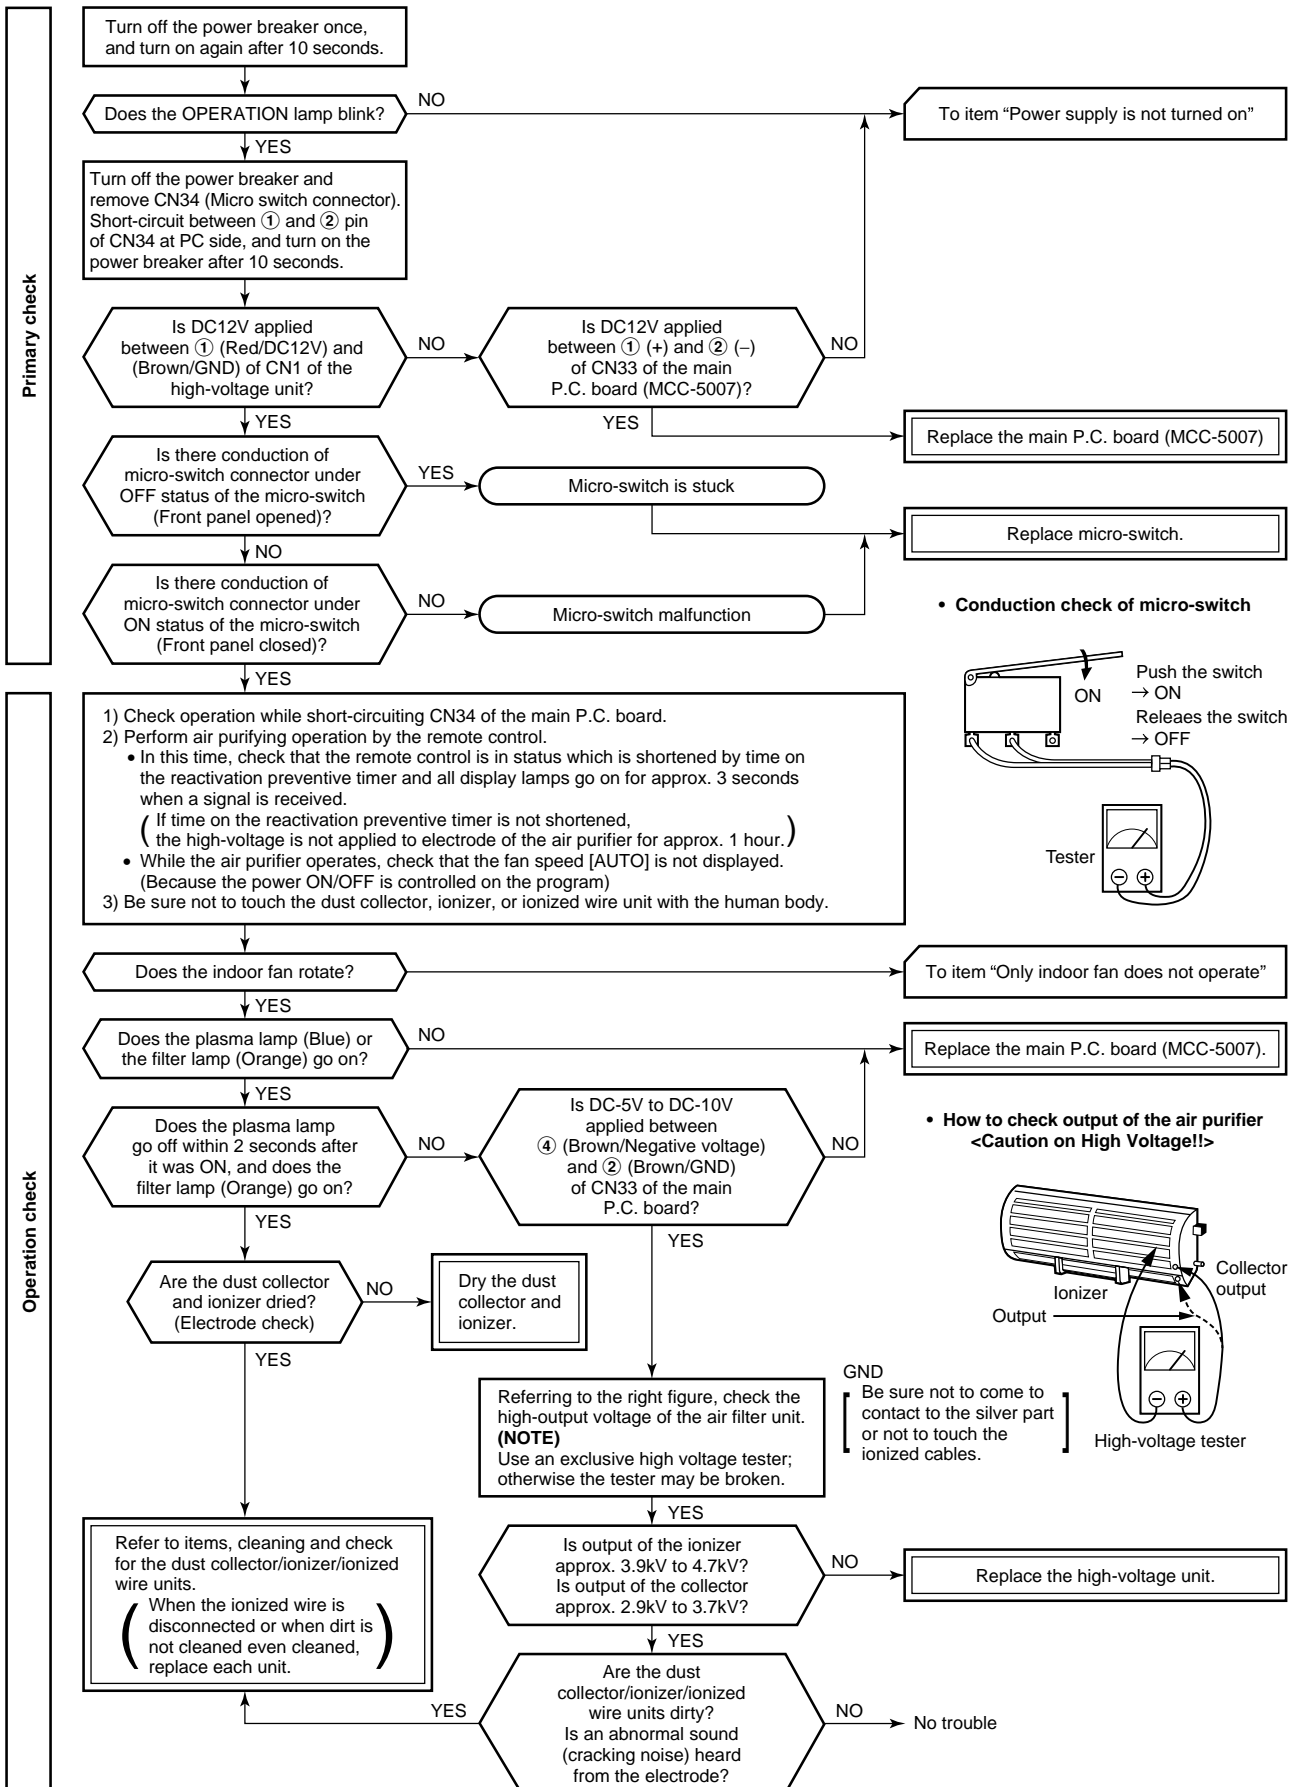 Primary check
Turn off the power breaker once,
and turn on again after 10 seconds.
Does the OPERATION lamp blink?
NO
To item “Power supply is not turned on”
YES
Turn off the power breaker and
remove CN34 (Micro switch connector).
Short-circuit between ① and ② pin
of CN34 at PC side, and turn on the
power breaker after 10 seconds.
Is DC12V applied
between ① (Red/DC12V) and
(Brown/GND) of CN1 of the
high-voltage unit?
NO
Is DC12V applied
between ① (+) and ② (–)
of CN33 of the main
P.C. board (MCC-5007)?
NO
YES
YES
Replace the main P.C. board (MCC-5007)
Is there conduction of
micro-switch connector under
OFF status of the micro-switch
(Front panel opened)?
YES
Micro-switch is stuck
Replace micro-switch.
NO
Is there conduction of
micro-switch connector under
ON status of the micro-switch
(Front panel closed)?
NO
Micro-switch malfunction
YES
• Conduction check of micro-switch
ON
Push the switch
→ ON
Releaes the switch
→ OFF
Tester
⊖ ⊕
Operation check
1) Check operation while short-circuiting CN34 of the main P.C. board.
2) Perform air purifying operation by the remote control.
• In this time, check that the remote control is in status which is shortened by time on
the reactivation preventive timer and all display lamps go on for approx. 3 seconds
when a signal is received.
( If time on the reactivation preventive timer is not shortened,
the high-voltage is not applied to electrode of the air purifier for approx. 1 hour.)
• While the air purifier operates, check that the fan speed [AUTO] is not displayed.
(Because the power ON/OFF is controlled on the program)
3) Be sure not to touch the dust collector, ionizer, or ionized wire unit with the human body.
Does the indoor fan rotate?
To item “Only indoor fan does not operate”
YES
Does the plasma lamp (Blue) or
the filter lamp (Orange) go on?
NO
Replace the main P.C. board (MCC-5007).
YES
Does the plasma lamp
go off within 2 seconds after
it was ON, and does the
filter lamp (Orange) go on?
NO
Is DC-5V to DC-10V
applied between
④ (Brown/Negative voltage)
and ② (Brown/GND)
of CN33 of the main
P.C. board?
NO
YES
YES
• How to check output of the air purifier
<Caution on High Voltage!!>
Ionizer
Collector
output
Output
⊖ ⊕
High-voltage tester
GND
[ Be sure not to come to
contact to the silver part
or not to touch the
ionized cables. ]
Are the dust collector
and ionizer dried?
(Electrode check)
NO
Dry the dust
collector and
ionizer.
YES
Referring to the right figure, check the
high-output voltage of the air filter unit.
(NOTE)
Use an exclusive high voltage tester;
otherwise the tester may be broken.
YES
Refer to items, cleaning and check
for the dust collector/ionizer/ionized
wire units.
( When the ionized wire is
disconnected or when dirt is
not cleaned even cleaned,
replace each unit. )
Is output of the ionizer
approx. 3.9kV to 4.7kV?
Is output of the collector
approx. 2.9kV to 3.7kV?
NO
Replace the high-voltage unit.
YES
Are the dust
collector/ionizer/ionized
wire units dirty?
Is an abnormal sound
(cracking noise) heard
from the electrode?
YES
NO
No trouble